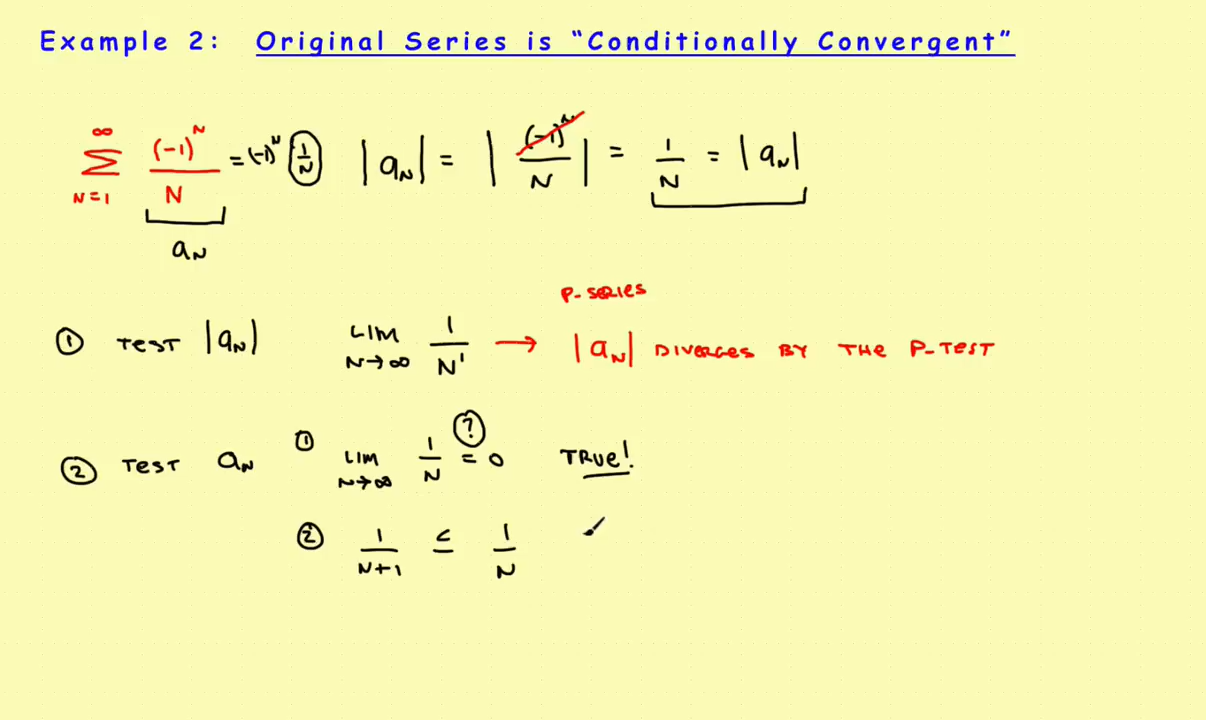 Example 2: Original Series is "Conditionally Convergent"
∞
∑ (-1)^N / N = (-1)^N (1/N) |a_N| = |(-1)^N / N| = 1/N = |a_N|
N=1
a_N
P-SERIES
① TEST |a_N| LIM N→∞ 1/N^1 → |a_N| DIVERGES BY THE P-TEST
② TEST a_N ① LIM N→∞ 1/N = 0 ? TRUE!
② 1/(N+1) ≤ 1/N